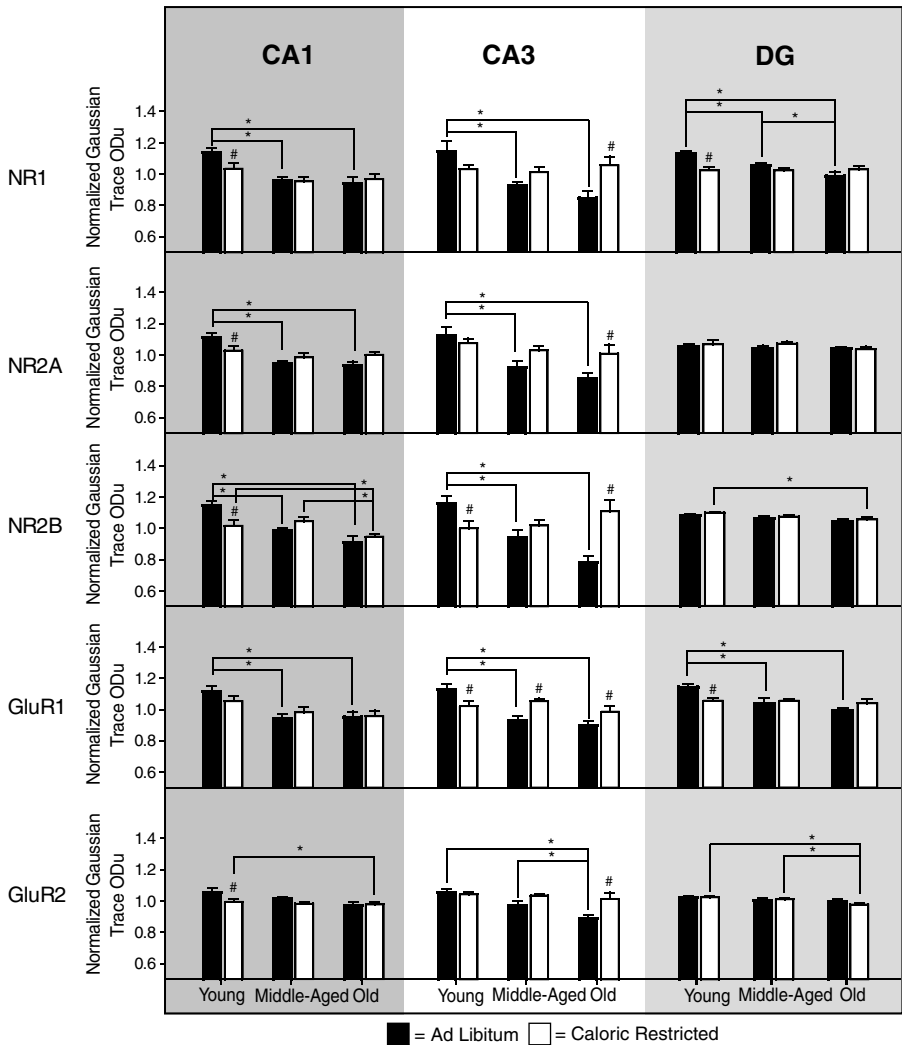 CA1 CA3 DG
NR1
Normalized Gaussian
Trace ODu
1.4
1.2
1.0
0.8
0.6
* * # * * # * * * #
NR2A
Normalized Gaussian
Trace ODu
1.4
1.2
1.0
0.8
0.6
* * # * * #
NR2B
Normalized Gaussian
Trace ODu
1.4
1.2
1.0
0.8
0.6
* * * * # * * # # *
GluR1
Normalized Gaussian
Trace ODu
1.4
1.2
1.0
0.8
0.6
* * * * # # # * * #
GluR2
Normalized Gaussian
Trace ODu
1.4
1.2
1.0
0.8
0.6
* # * * # * *
Young Middle-Aged Old Young Middle-Aged Old Young Middle-Aged Old
= Ad Libitum = Caloric Restricted